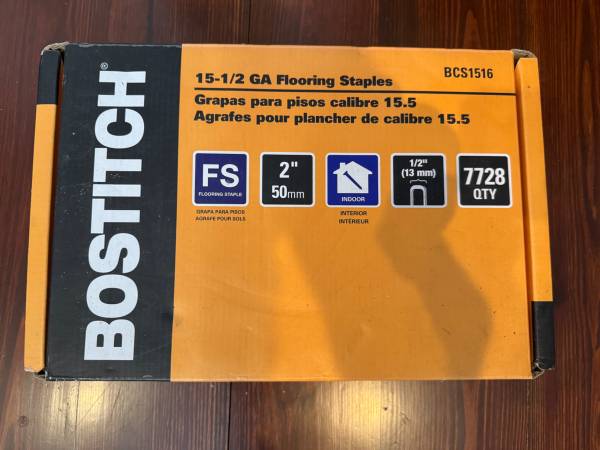 BOSTITCH®
15-1/2 GA Flooring Staples
BCS1516
Grapas para pisos calibre 15.5
Agrafes pour plancher de calibre 15.5
FS
FLOORING STAPLE
GRAPA PARA PISOS
AGRAFE POUR SOLS
2"
50mm
INDOOR
INTERIOR
INTÉRIEUR
1/2"
(13 mm)
7728
QTY